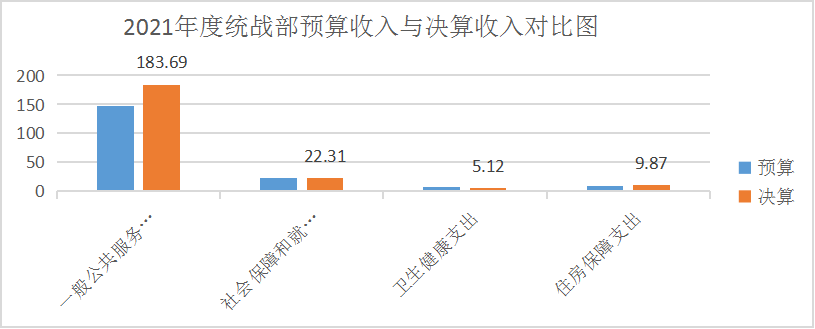 2021年度统战部预算收入与决算收入对比图
183.69
22.31
5.12
9.87
200
150
100
50
0
预算
决算
一般公共服务…
社会保障和就…
卫生健康支出
住房保障支出